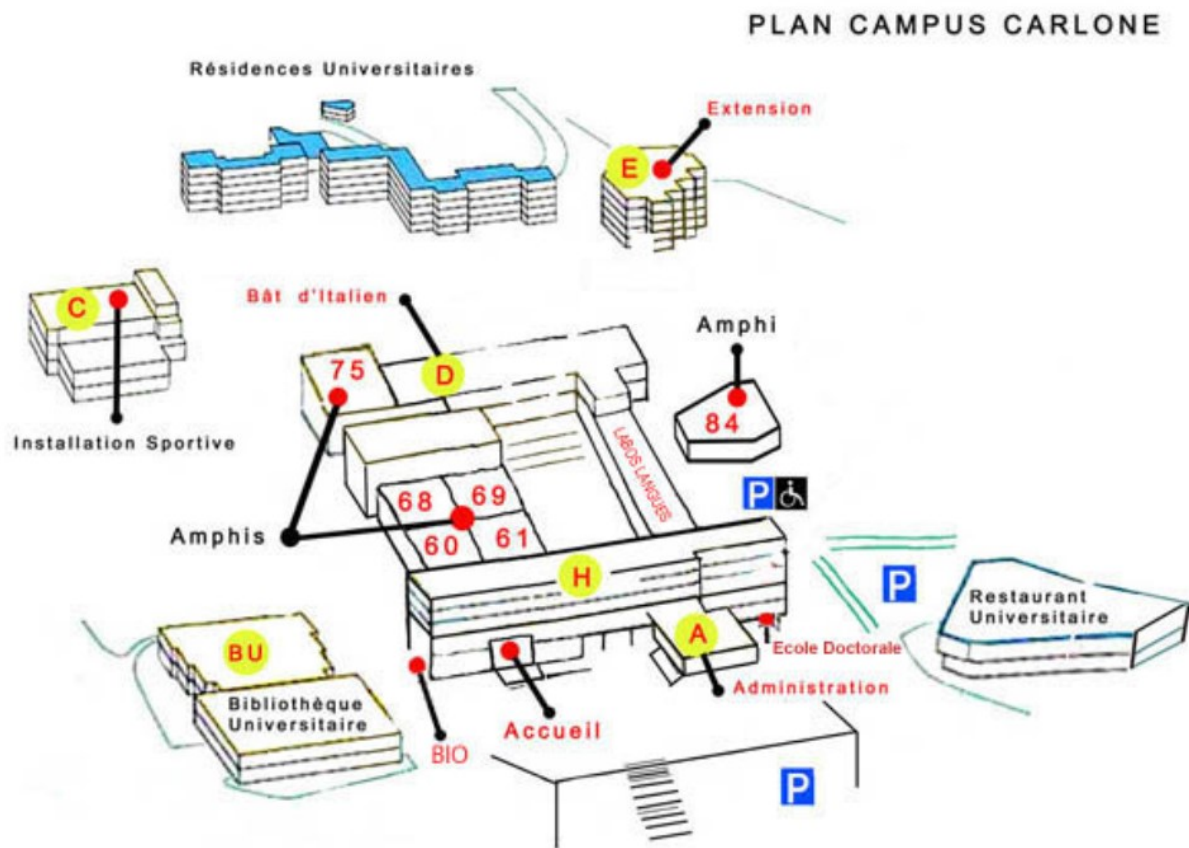 PLAN CAMPUS CARLONE
Résidences Universitaires
Extension
E
C
Bât d'Italien
Amphi
75
D
84
Installation Sportive
LABOS LANGUES
68
69
P
Amphis
60
61
H
P
Restaurant
Universitaire
BU
A
Ecole Doctorale
Administration
Bibliothèque
Universitaire
Accueil
BIO
P